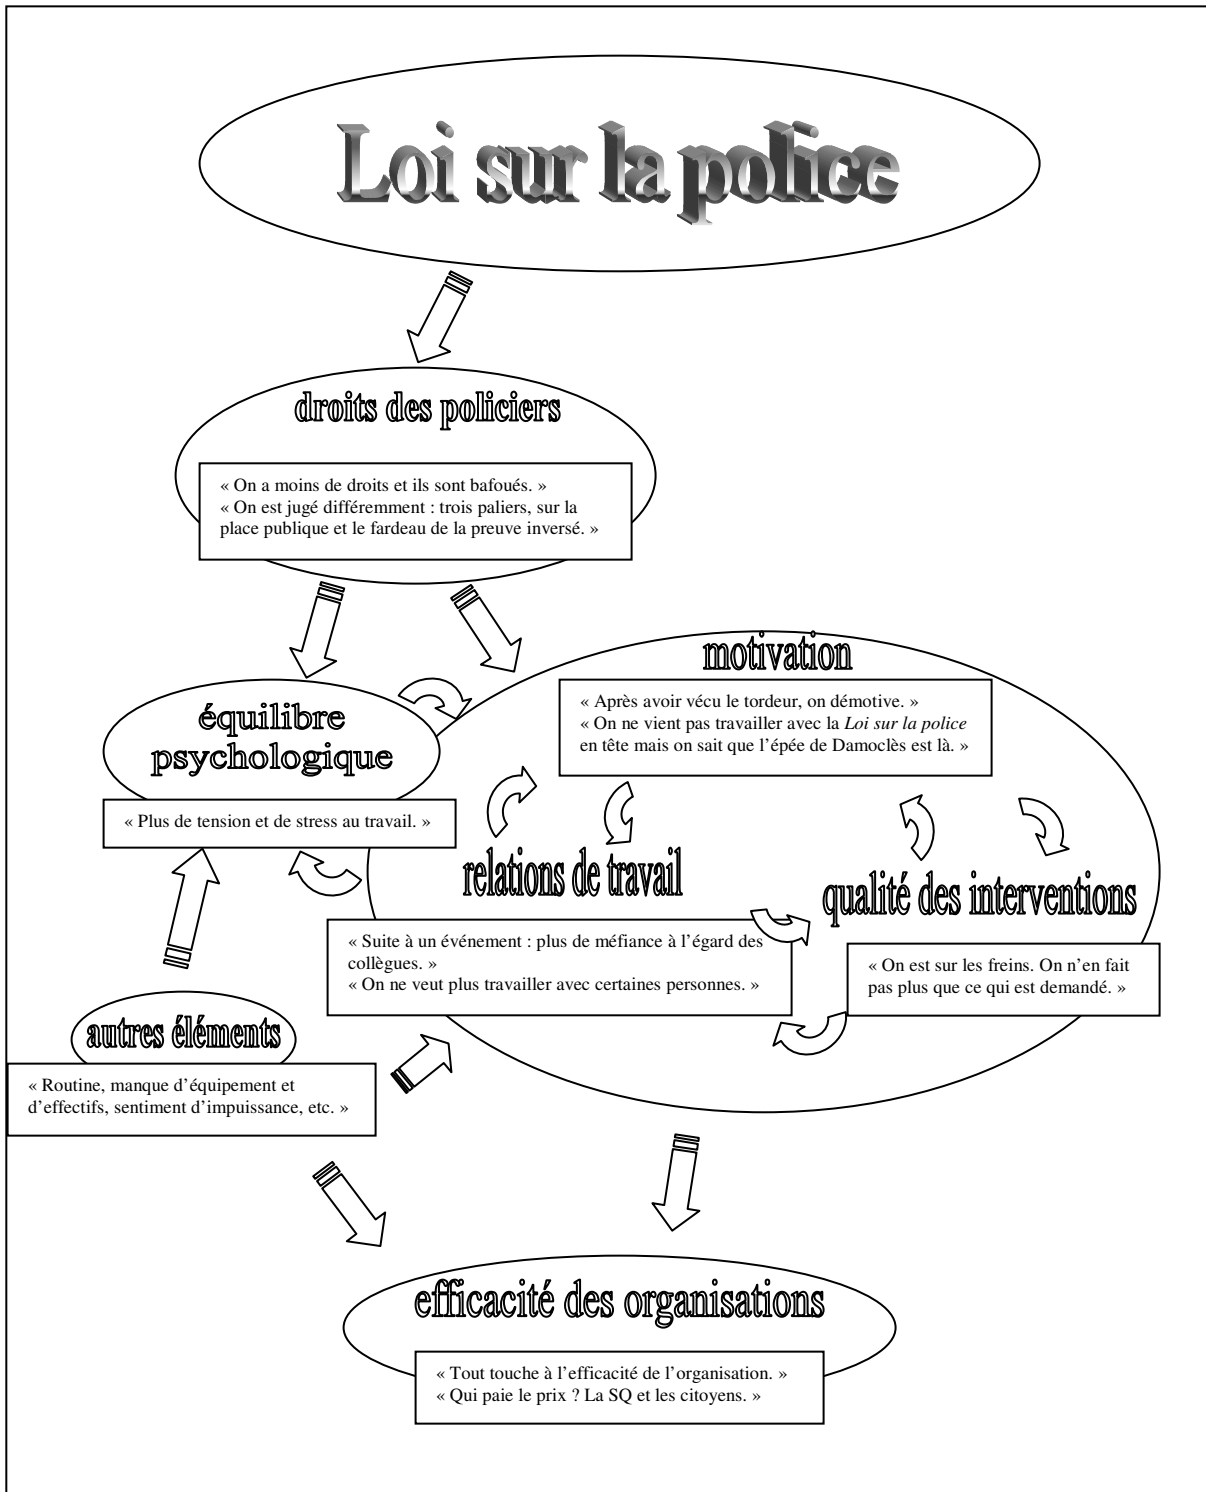 Loi sur la police
droits des policiers
« On a moins de droits et ils sont bafoués. »
« On est jugé différemment : trois paliers, sur la
place publique et le fardeau de la preuve inversé. »
motivation
« Après avoir vécu le tordeur, on démotive. »
« On ne vient pas travailler avec la Loi sur la police
en tête mais on sait que l’épée de Damoclès est là. »
équilibre
psychologique
« Plus de tension et de stress au travail. »
relations de travail
« Suite à un événement : plus de méfiance à l’égard des
collègues. »
« On ne veut plus travailler avec certaines personnes. »
qualité des interventions
« On est sur les freins. On n’en fait
pas plus que ce qui est demandé. »
autres éléments
« Routine, manque d’équipement et
d’effectifs, sentiment d’impuissance, etc. »
efficacité des organisations
« Tout touche à l’efficacité de l’organisation. »
« Qui paie le prix ? La SQ et les citoyens. »